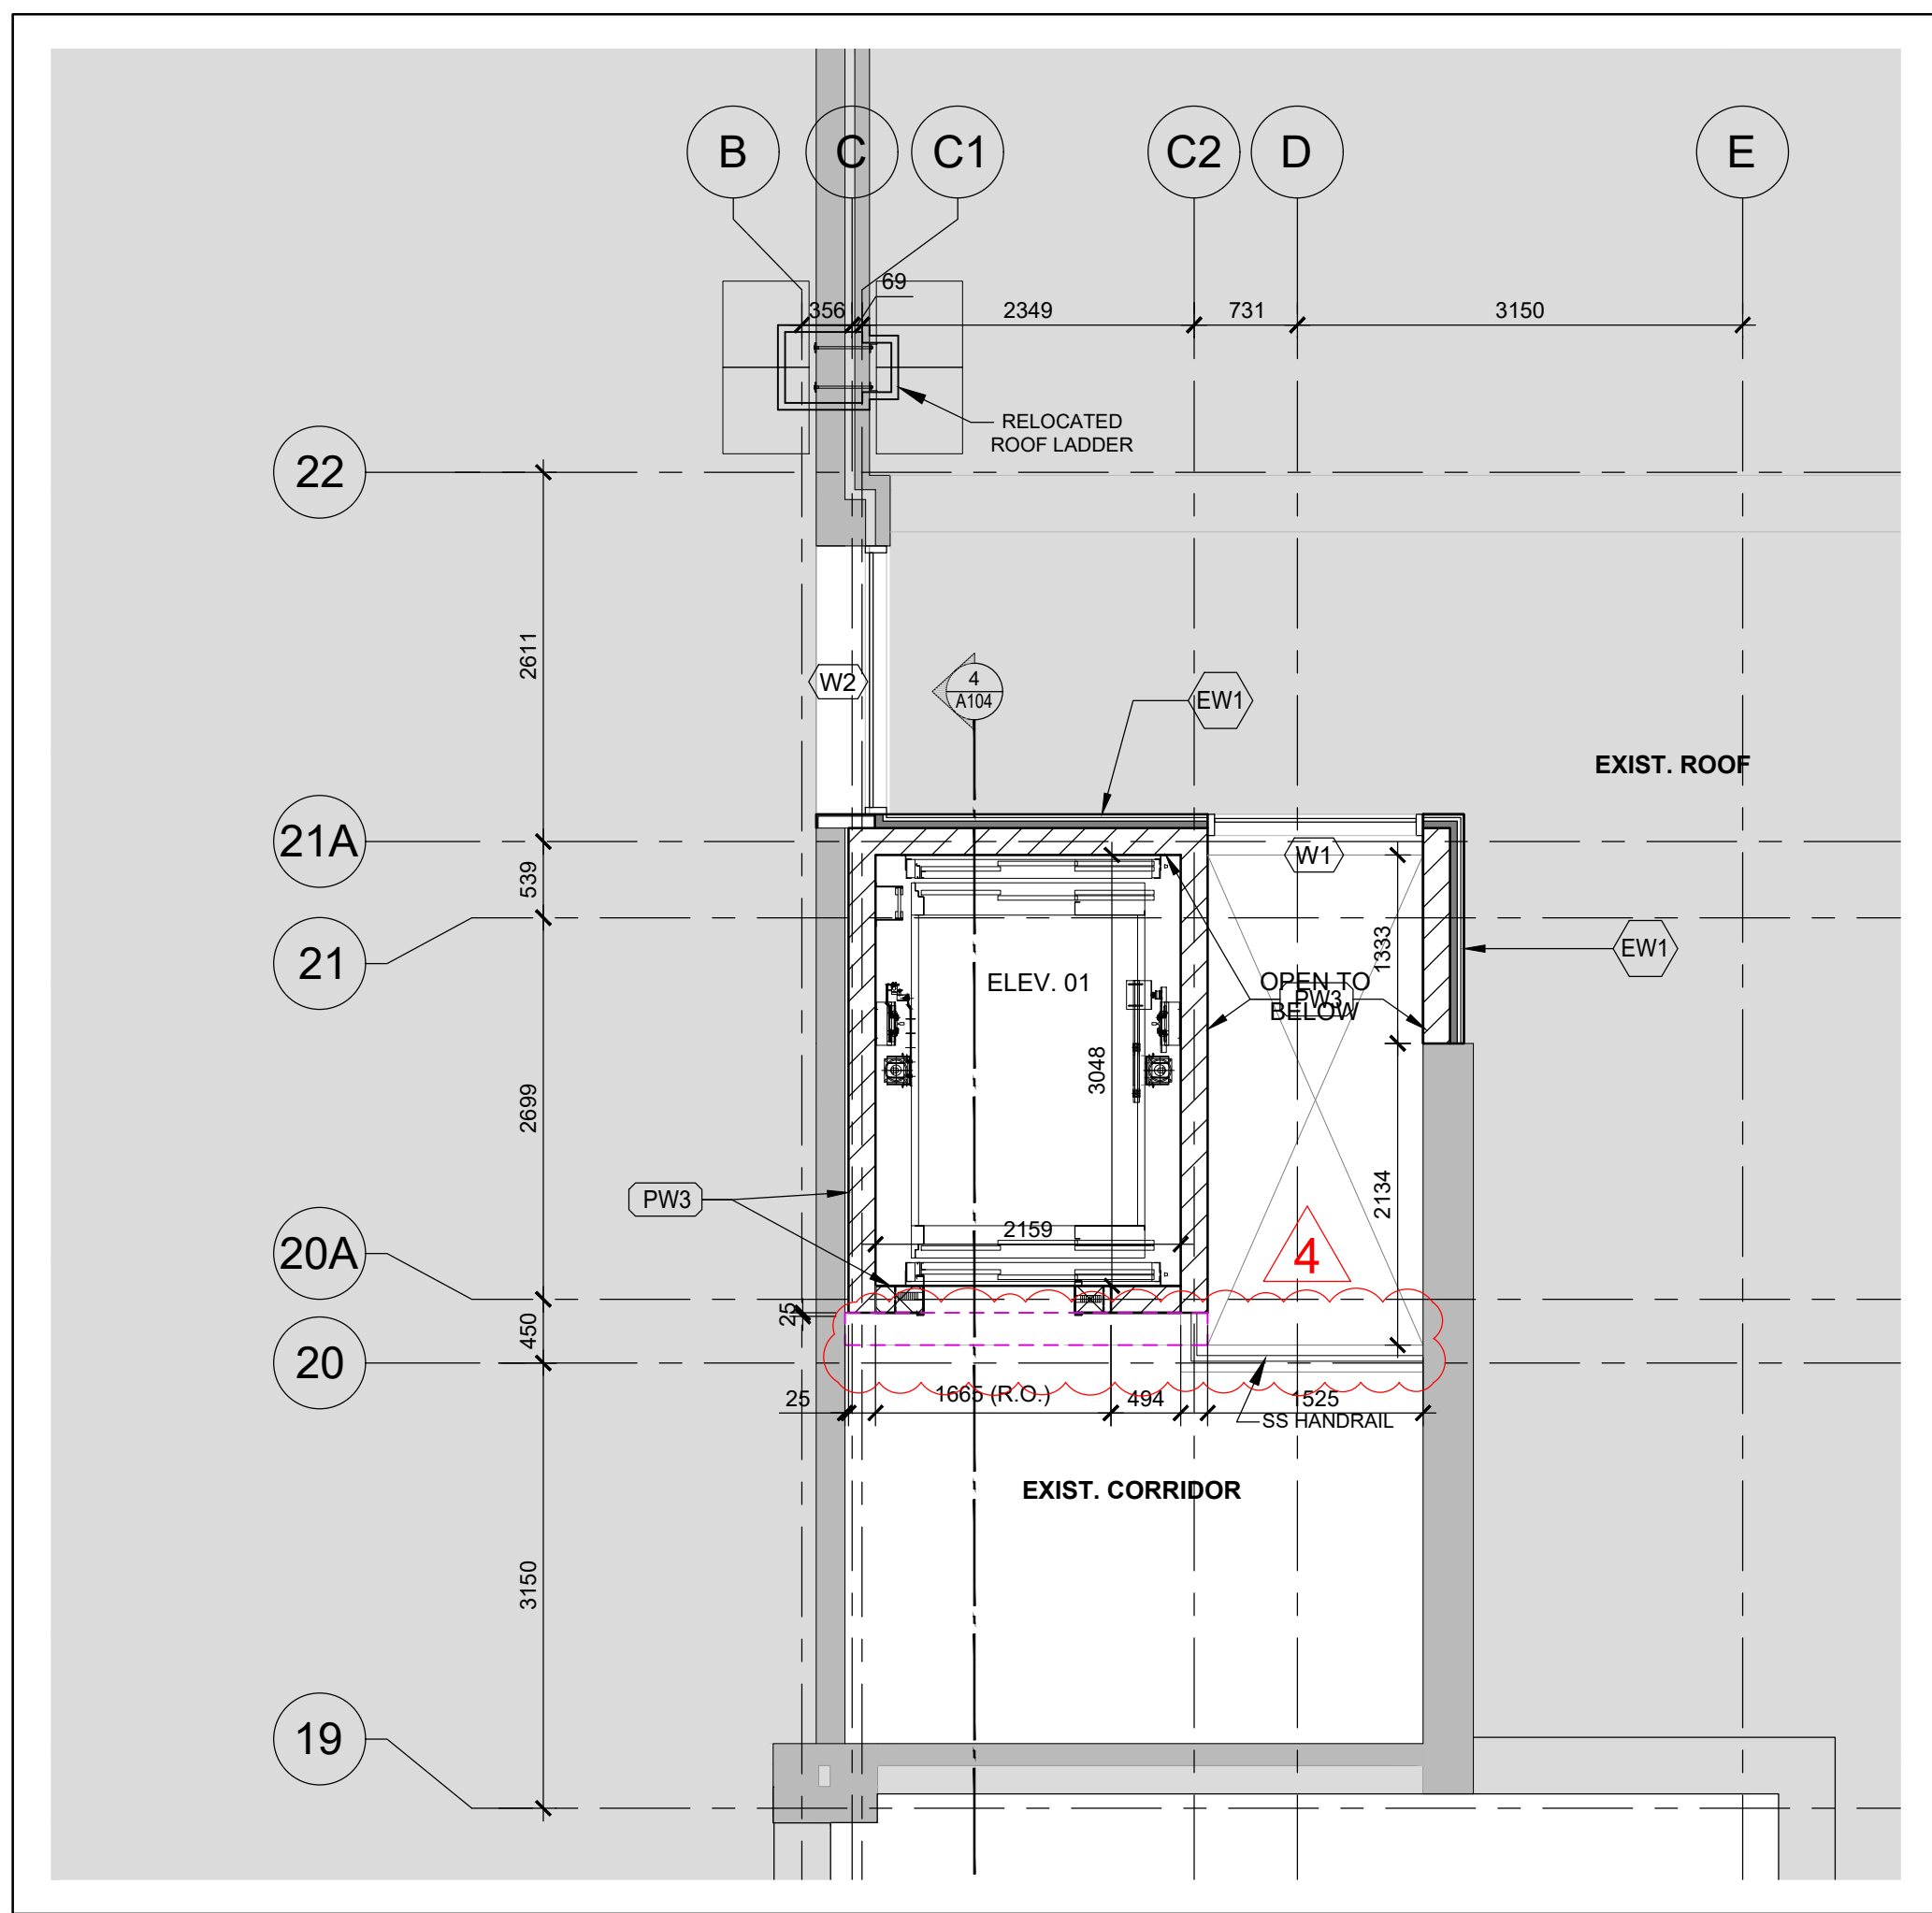 B
C
C1
C2
D
E
356
69
2349
731
3150
RELOCATED
ROOF LADDER
22
2611
W2
4
A104
EW1
EXIST. ROOF
21A
539
W1
21
1333
EW1
ELEV. 01
OPEN TO
PW3
BELOW
3048
2699
2134
PW3
20A
2159
4
25
450
20
25
1665 (R.O.)
494
1525
SS HANDRAIL
EXIST. CORRIDOR
3150
19